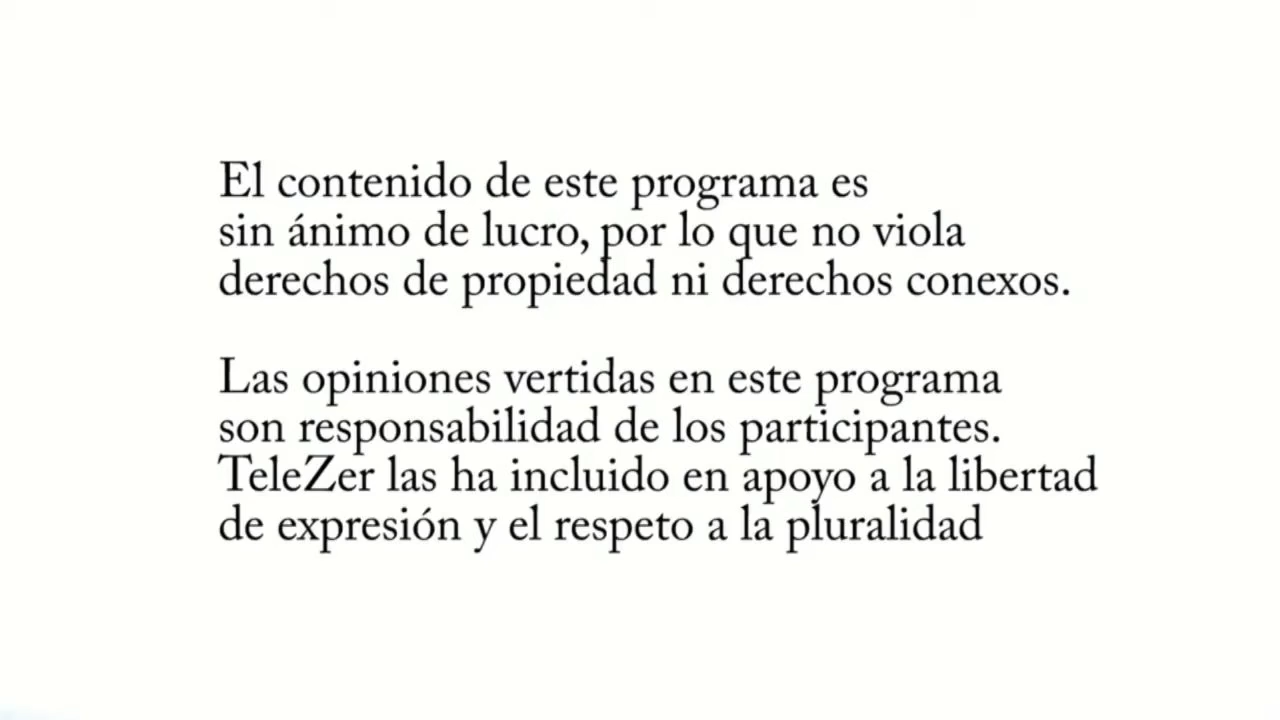 El contenido de este programa es
sin ánimo de lucro, por lo que no viola
derechos de propiedad ni derechos conexos.
Las opiniones vertidas en este programa
son responsabilidad de los participantes.
TeleZer las ha incluido en apoyo a la libertad
de expresión y el respeto a la pluralidad